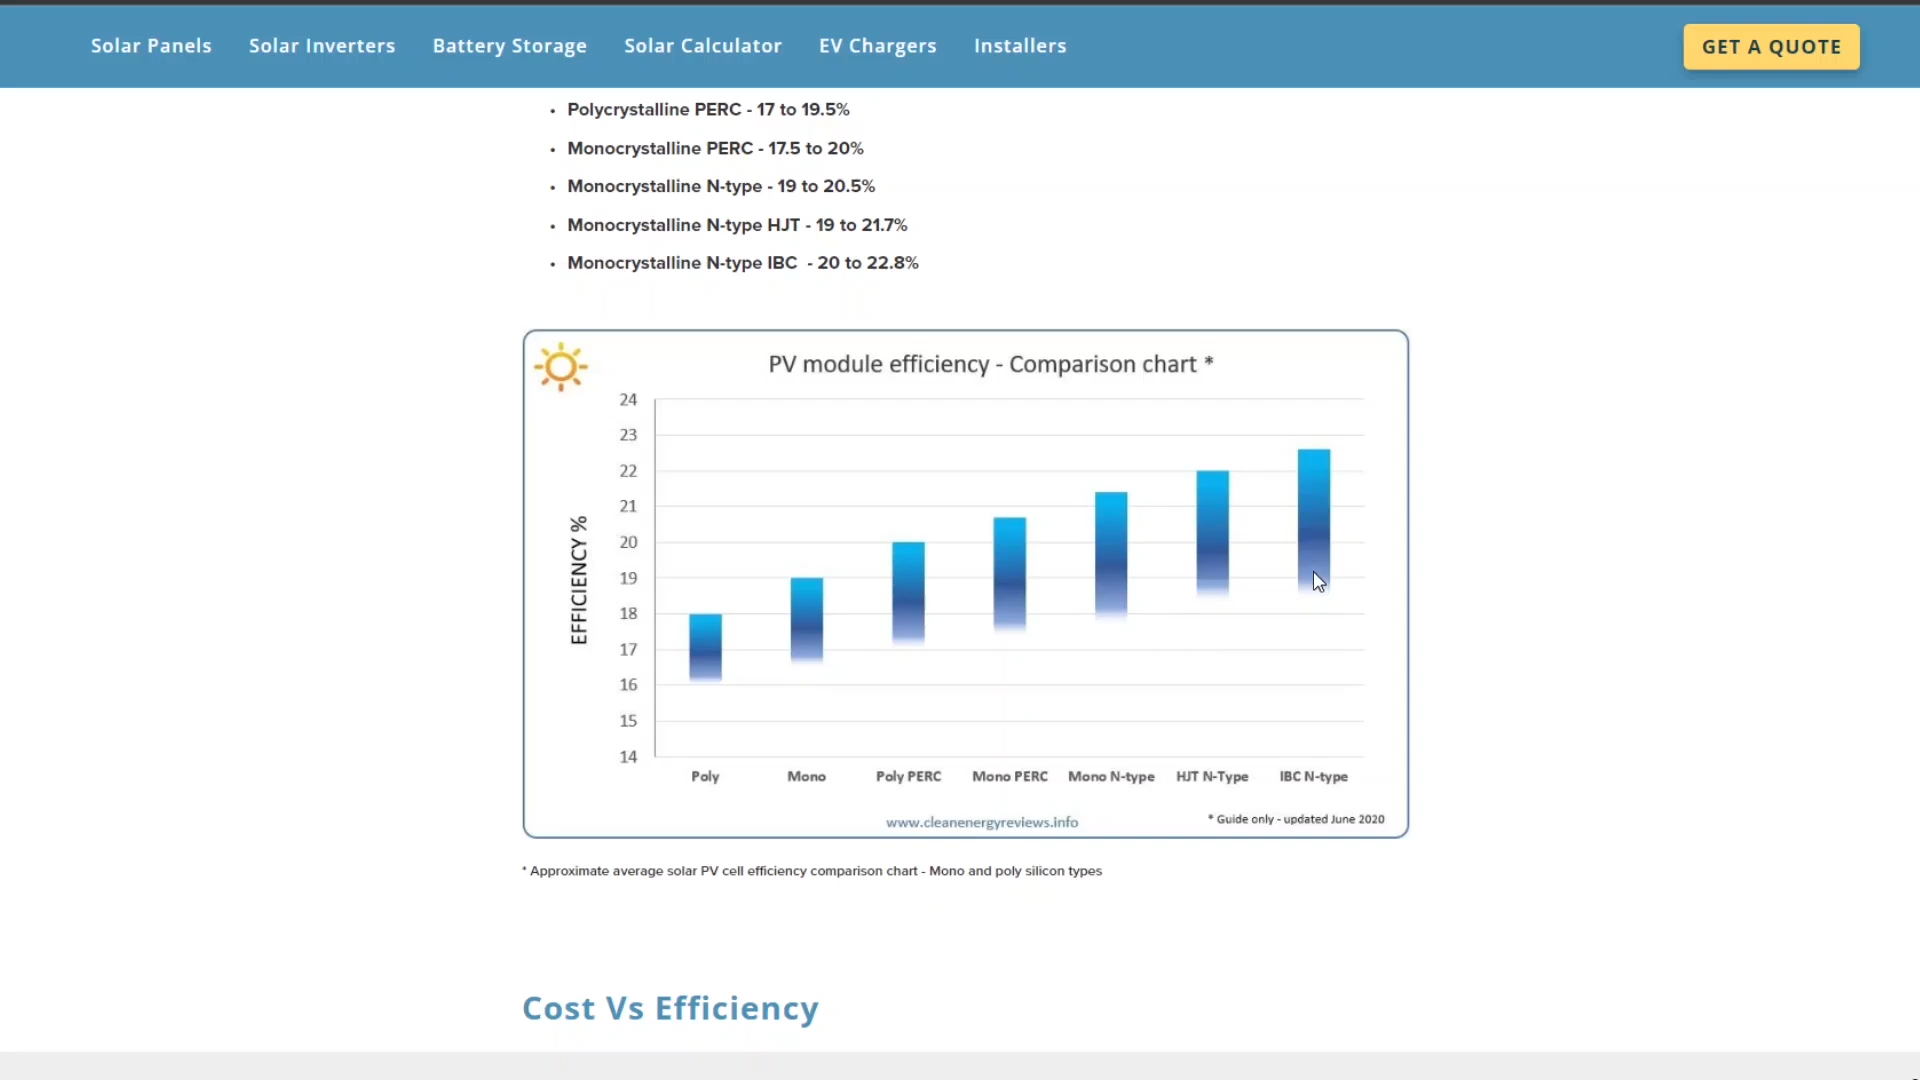 Solar Panels Solar Inverters Battery Storage Solar Calculator EV Chargers Installers GET A QUOTE
• Polycrystalline PERC - 17 to 19.5%
• Monocrystalline PERC - 17.5 to 20%
• Monocrystalline N-type - 19 to 20.5%
• Monocrystalline N-type HJT - 19 to 21.7%
• Monocrystalline N-type IBC - 20 to 22.8%
PV module efficiency - Comparison chart *
EFFICIENCY %
24
23
22
21
20
19
18
17
16
15
14
Poly Mono Poly PERC Mono PERC Mono N-type HJT N-Type IBC N-type
www.cleanenergyreviews.info
* Guide only - updated June 2020
* Approximate average solar PV cell efficiency comparison chart - Mono and poly silicon types
Cost Vs Efficiency